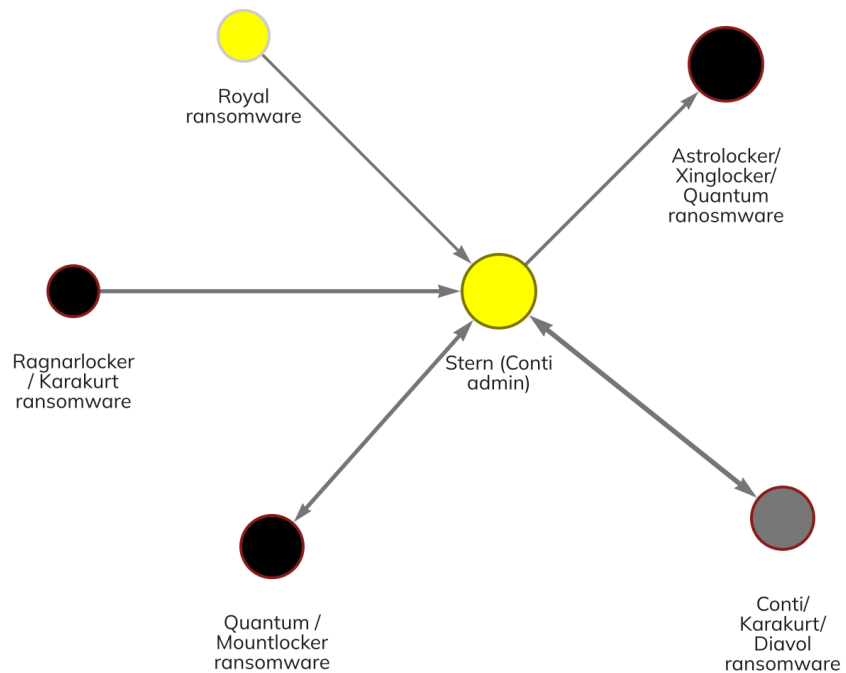 Royal
ransomware
Astrolocker/
Xinglocker/
Quantum
ranosmware
Ragnarlocker
/ Karakurt
ransomware
Stern (Conti
admin)
Quantum /
Mountlocker
ransomware
Conti/
Karakurt/
Diavol
ransomware